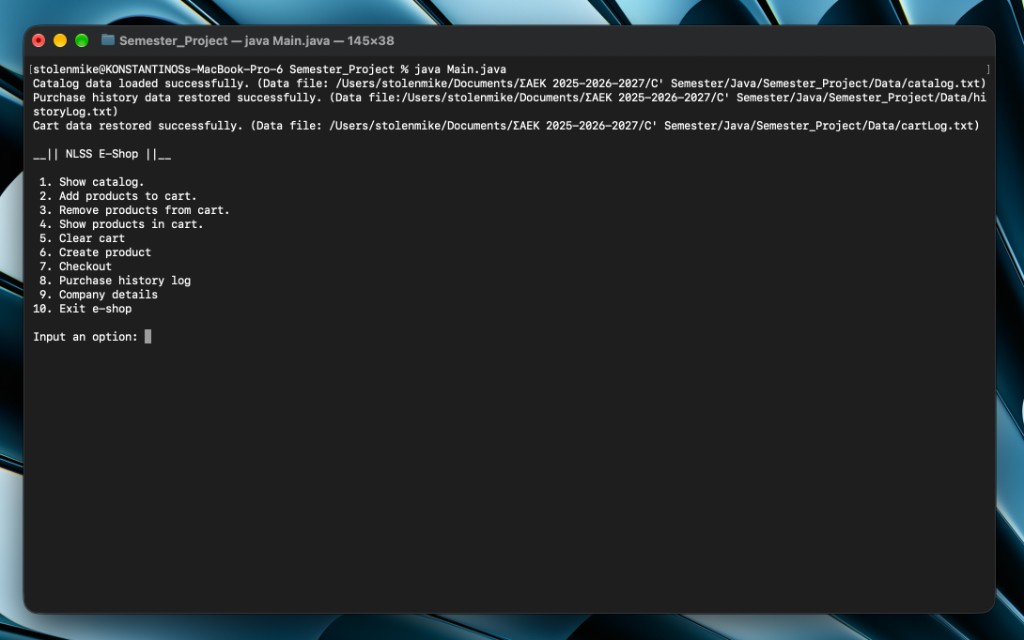 Semester_Project — java Main.java — 145×38
[stolenmike@KONSTANTINOSs-MacBook-Pro-6 Semester_Project % java Main.java ]
Catalog data loaded successfully. (Data file: /Users/stolenmike/Documents/ΣΑΕΚ 2025-2026-2027/C' Semester/Java/Semester_Project/Data/catalog.txt)
Purchase history data restored successfully. (Data file:/Users/stolenmike/Documents/ΣΑΕΚ 2025-2026-2027/C' Semester/Java/Semester_Project/Data/hi
storyLog.txt)
Cart data restored successfully. (Data file: /Users/stolenmike/Documents/ΣΑΕΚ 2025-2026-2027/C' Semester/Java/Semester_Project/Data/cartLog.txt)
__|| NLSS E-Shop ||__
1. Show catalog.
2. Add products to cart.
3. Remove products from cart.
4. Show products in cart.
5. Clear cart
6. Create product
7. Checkout
8. Purchase history log
9. Company details
10. Exit e-shop
Input an option: